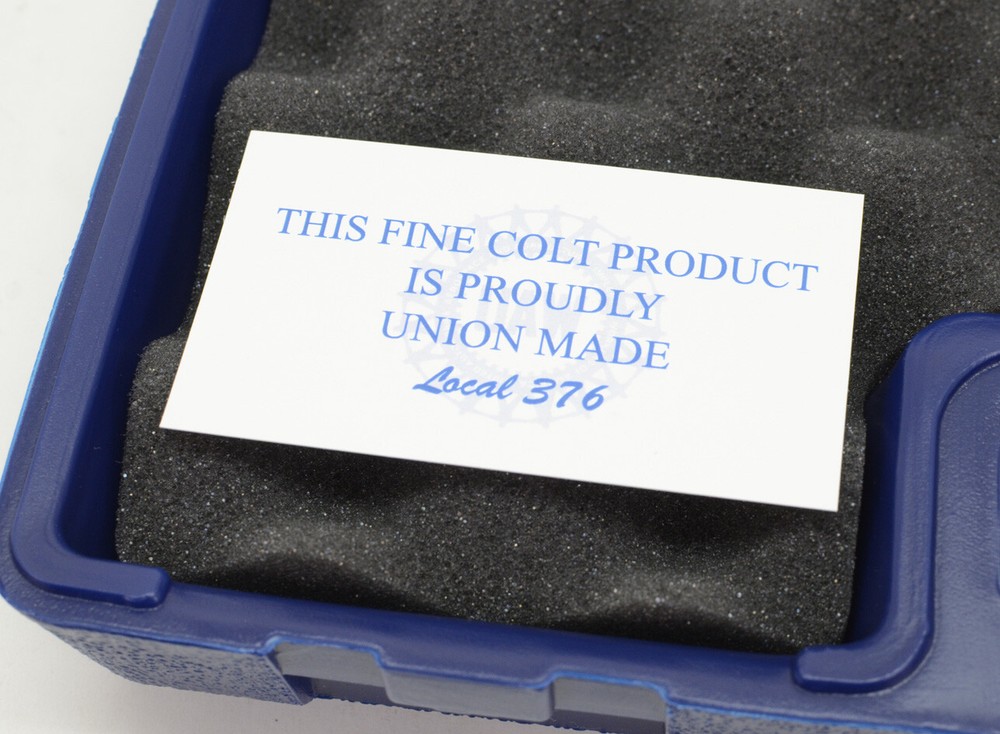 THIS FINE COLT PRODUCT
IS PROUDLY
UNION MADE
Local 376